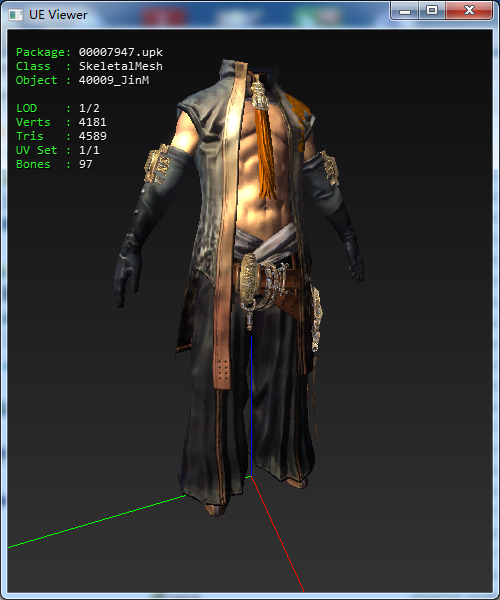 UE Viewer
Package: 00007947.upk
Class : SkeletalMesh
Object : 40009_JinM
LOD : 1/2
Verts : 4181
Tris : 4589
UV Set : 1/1
Bones : 97